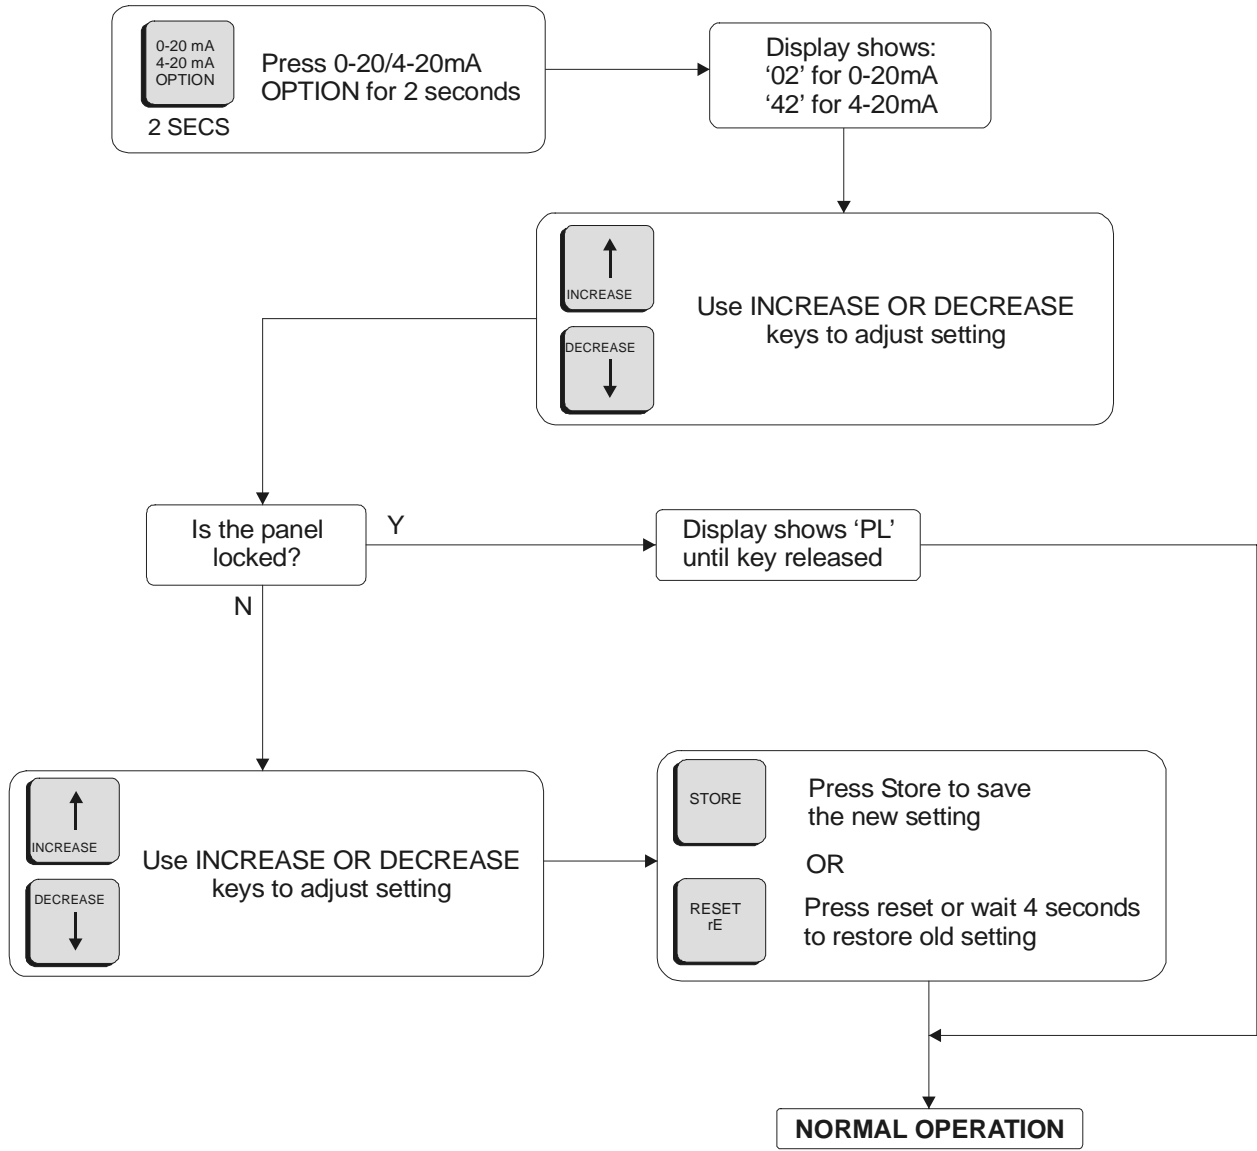 0-20 mA
4-20 mA
OPTION
2 SECS
Press 0-20/4-20mA
OPTION for 2 seconds
Display shows:
‘02’ for 0-20mA
‘42’ for 4-20mA
INCREASE
DECREASE
Use INCREASE OR DECREASE
keys to adjust setting
Is the panel
locked?
Y
N
Display shows ‘PL’
until key released
INCREASE
DECREASE
Use INCREASE OR DECREASE
keys to adjust setting
STORE
Press Store to save
the new setting
OR
RESET
rE
Press reset or wait 4 seconds
to restore old setting
NORMAL OPERATION